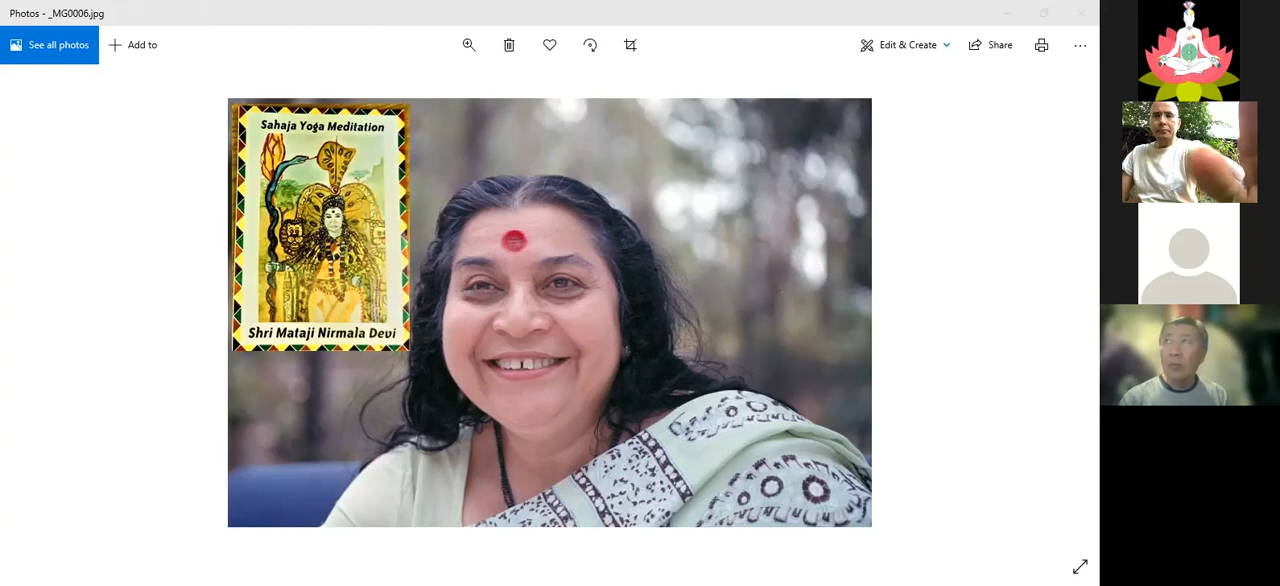 Photos - _MG0006.jpg
See all photos
Add to
Edit & Create
Share
Sahaja Yoga Meditation
Shri Mataji Nirmala Devi